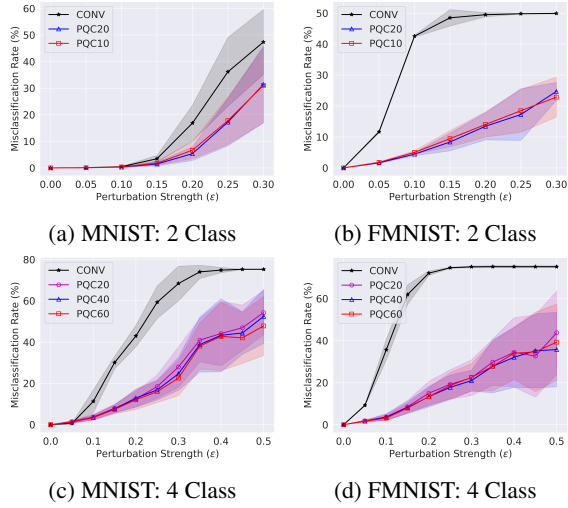 CONV
PQC20
PQC10
Misclassification Rate (%)
60
50
40
30
20
10
0
0.00 0.05 0.10 0.15 0.20 0.25 0.30
Perturbation Strength (ε)
(a) MNIST: 2 Class
CONV
PQC20
PQC10
Misclassification Rate (%)
50
40
30
20
10
0
0.00 0.05 0.10 0.15 0.20 0.25 0.30
Perturbation Strength (ε)
(b) FMNIST: 2 Class
CONV
PQC20
PQC40
PQC60
Misclassification Rate (%)
80
60
40
20
0
0.0 0.1 0.2 0.3 0.4 0.5
Perturbation Strength (ε)
(c) MNIST: 4 Class
CONV
PQC20
PQC40
PQC60
Misclassification Rate (%)
60
40
20
0
0.0 0.1 0.2 0.3 0.4 0.5
Perturbation Strength (ε)
(d) FMNIST: 4 Class